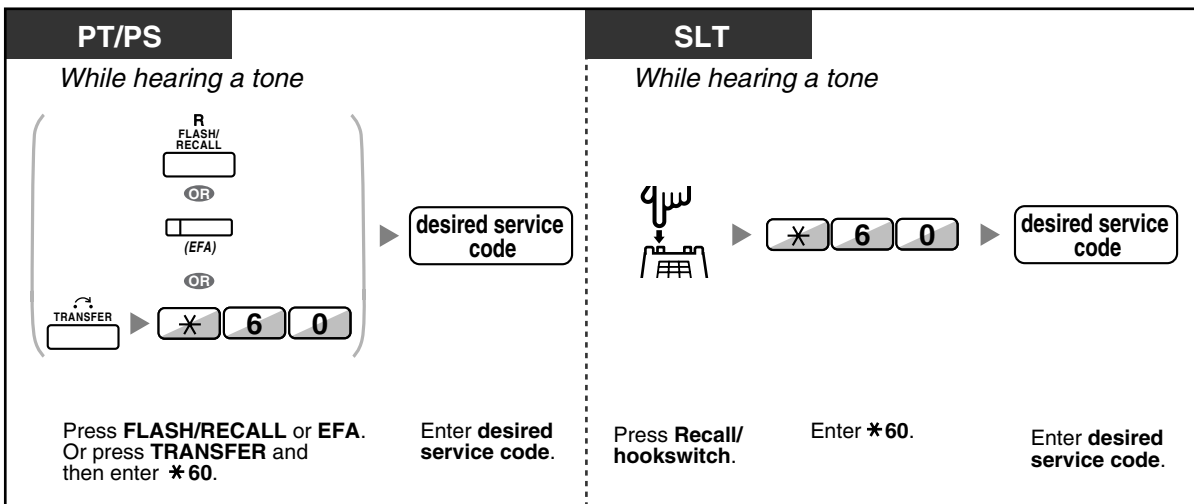 PT/PS
While hearing a tone
R
FLASH/
RECALL
OR
(EFA)
OR
TRANSFER
* 6 0
desired service
code
Press FLASH/RECALL or EFA.
Or press TRANSFER and
then enter *60.
Enter desired
service code.
SLT
While hearing a tone
* 6 0
desired service
code
Press Recall/
hookswitch.
Enter *60.
Enter desired
service code.